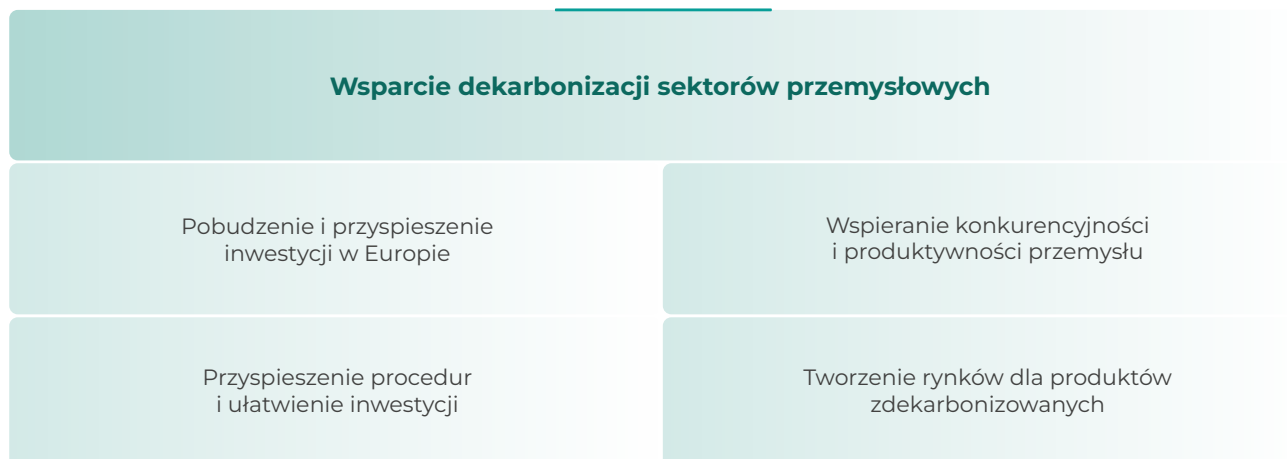 Wsparcie dekarbonizacji sektorów przemysłowych
Pobudzenie i przyspieszenie
inwestycji w Europie
Wspieranie konkurencyjności
i produktywności przemysłu
Przyspieszenie procedur
i ułatwienie inwestycji
Tworzenie rynków dla produktów
zdekarbonizowanych